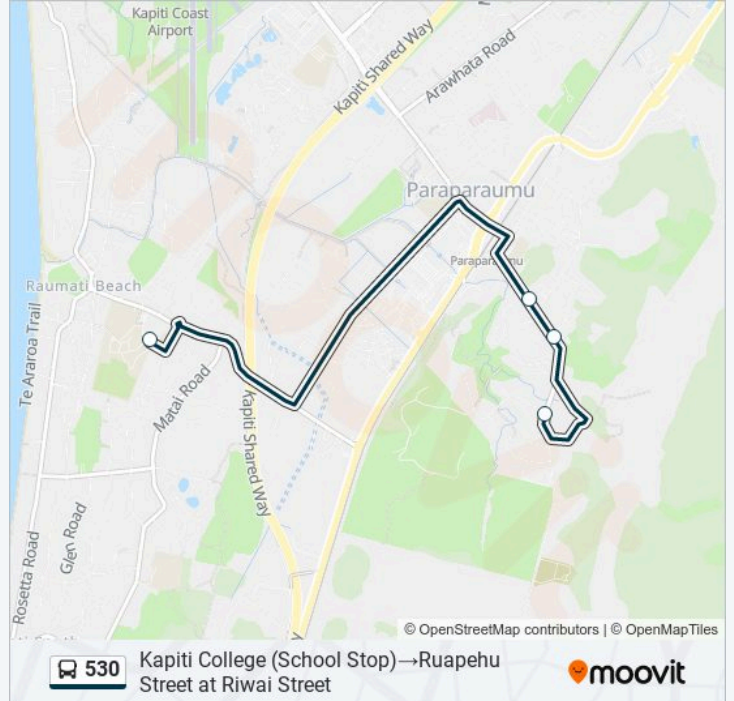 Kapiti Coast
Airport
Kapiti Shared Way
Arawhata Road
Paraparaumu
Raumati Beach
Te Araroa Trail
Matai Road
Kapiti Shared Way
Glen Road
Rosetta Road
© OpenStreetMap contributors | © OpenMapTiles
530
Kapiti College (School Stop)→Ruapehu
Street at Riwai Street
moovit